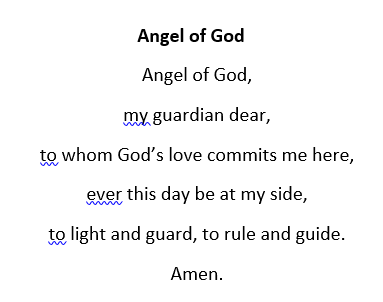 Angel of God
Angel of God,
my guardian dear,
to whom God’s love commits me here,
ever this day be at my side,
to light and guard, to rule and guide.
Amen.